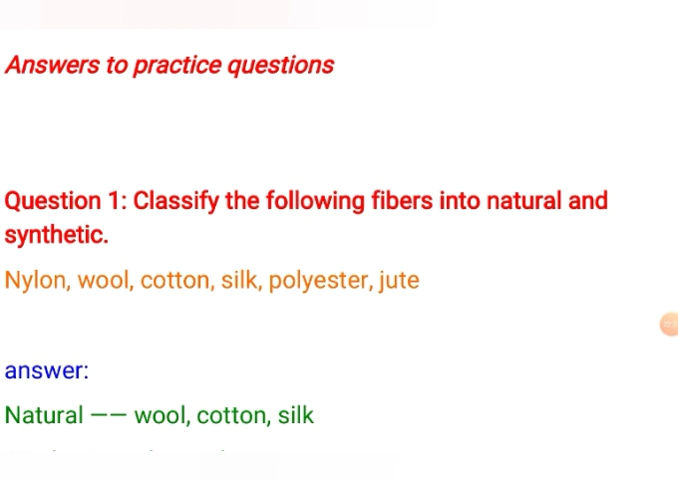 Answers to practice questions
Question 1: Classify the following fibers into natural and
synthetic.
Nylon, wool, cotton, silk, polyester, jute
answer:
Natural —— wool, cotton, silk